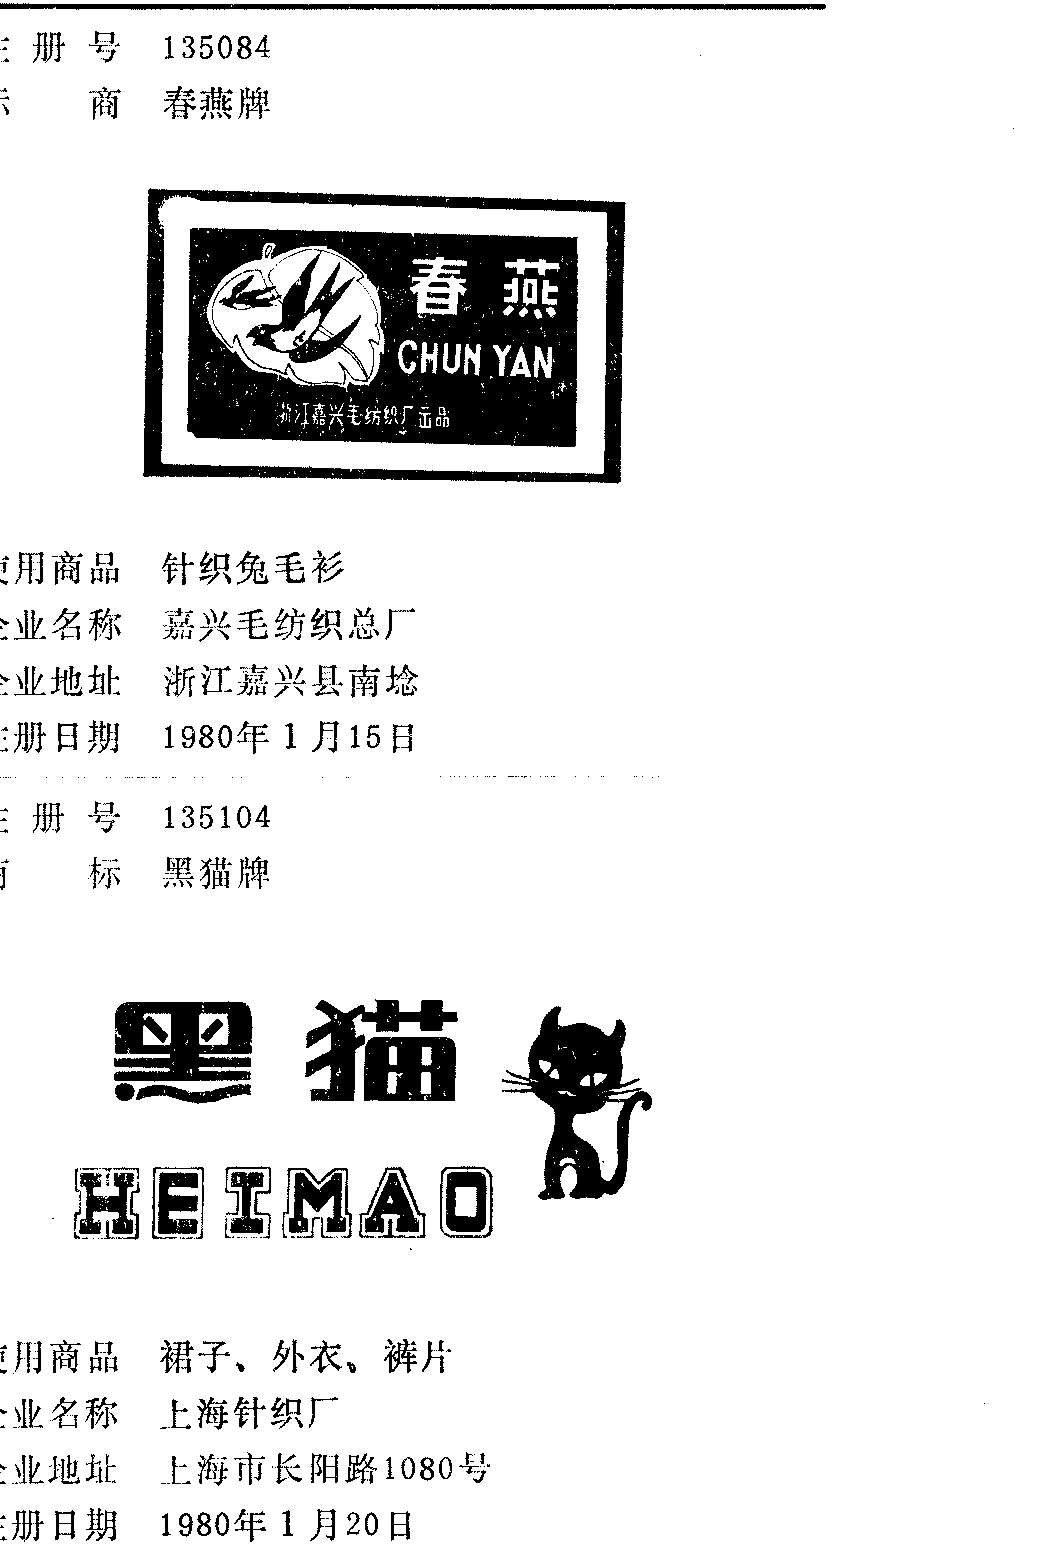 注册号 135084
标商 春燕牌
春燕
CHUN YAN
浙江嘉兴毛纺织厂出品
使用商品 针织兔毛衫
企业名称 嘉兴毛纺织总厂
企业地址 浙江嘉兴县南埝
注册日期 1980年1月15日
注册号 135104
商标 黑猫牌
黑猫
HEIMAO
使用商品 裙子、外衣、裤片
企业名称 上海针织厂
企业地址 上海市长阳路1080号
注册日期 1980年1月20日